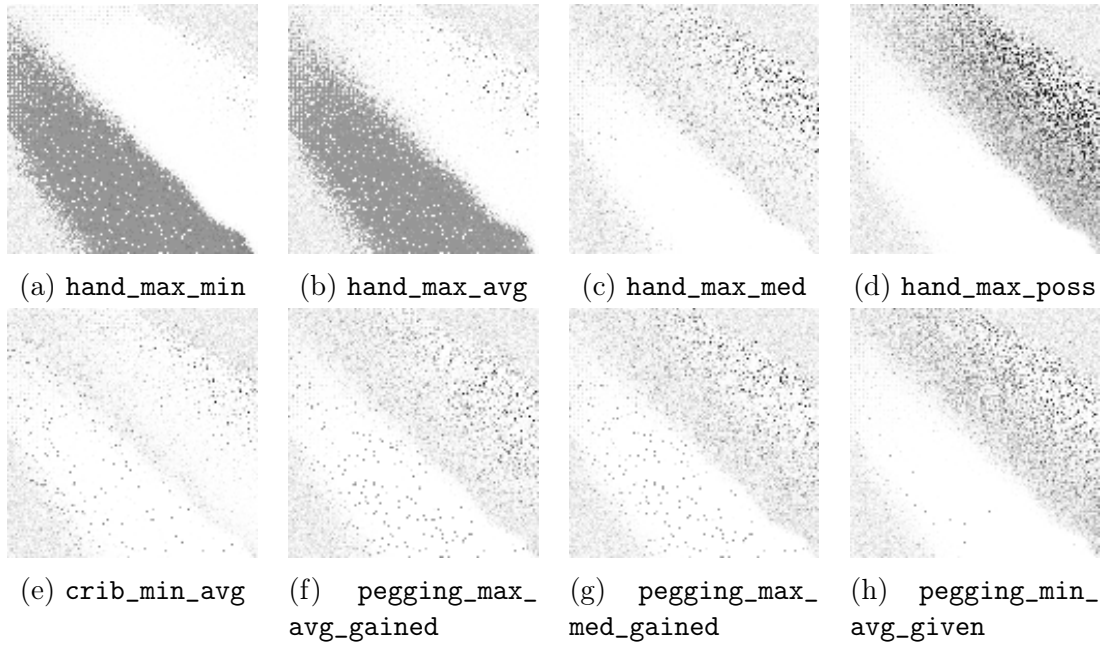 (a) hand_max_min (b) hand_max_avg (c) hand_max_med (d) hand_max_poss
(e) crib_min_avg (f) pegging_max_ (g) pegging_max_ (h) pegging_min_
avg_gained med_gained avg_given